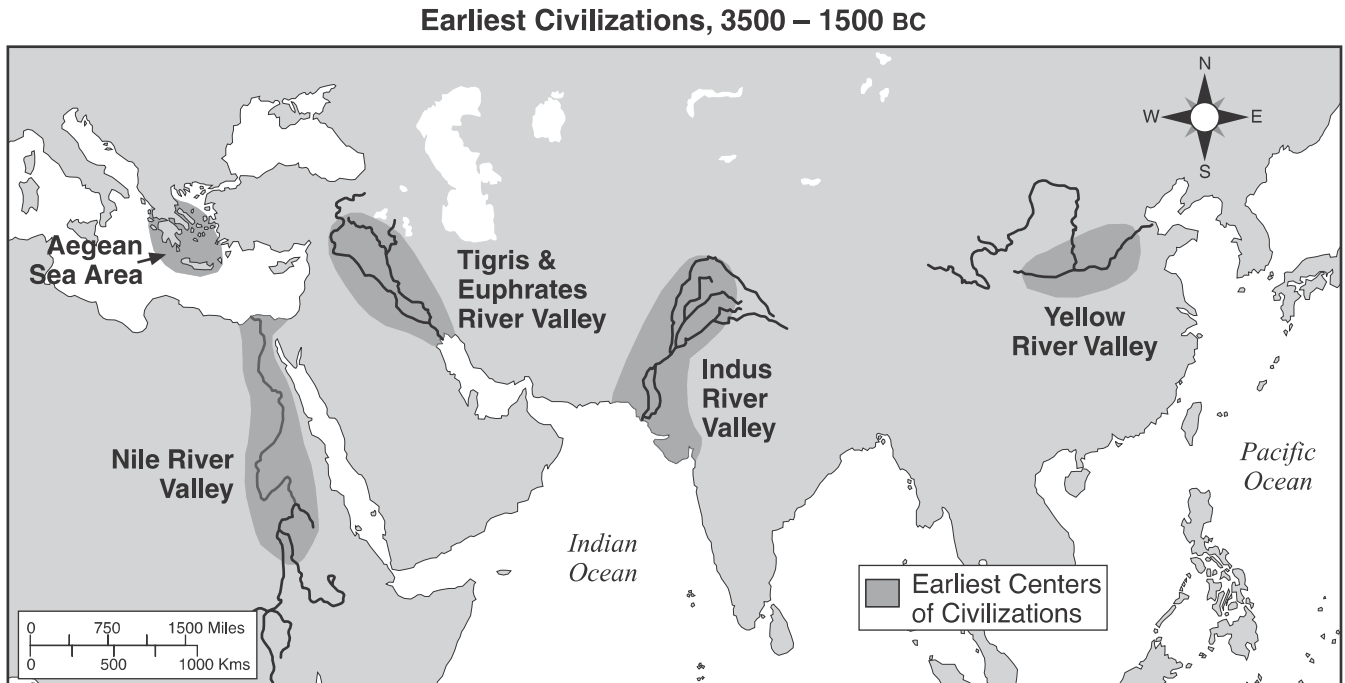 Earliest Civilizations, 3500 – 1500 BC
N
W
E
S
Aegean
Sea Area
Tigris &
Euphrates
River Valley
Yellow
River Valley
Indus
River
Valley
Nile River
Valley
Pacific
Ocean
Indian
Ocean
Earliest Centers
of Civilizations
0 750 1500 Miles
0 500 1000 Kms